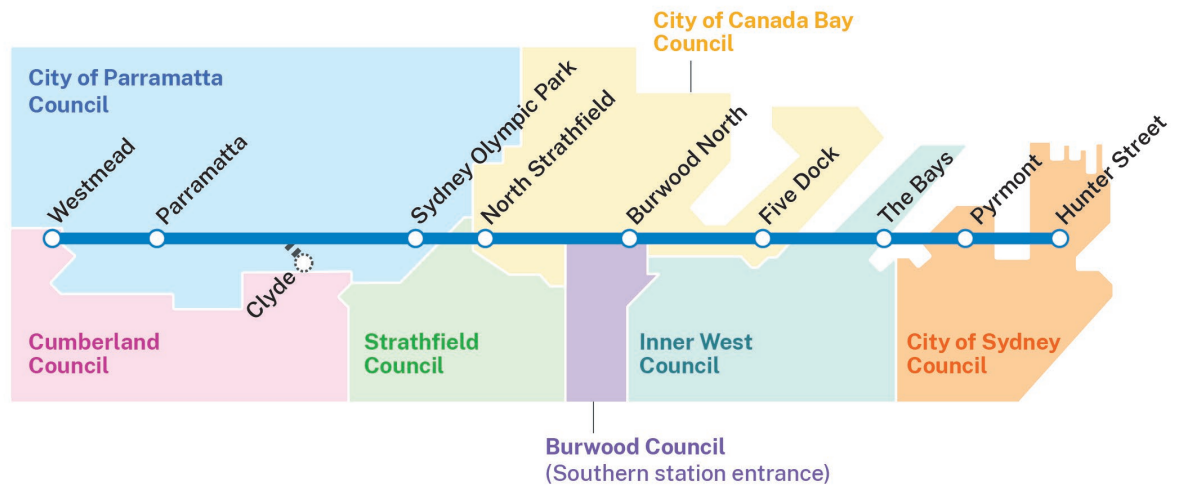 City of Canada Bay
Council
City of Parramatta
Council
Westmead
Parramatta
Clyde
Sydney Olympic Park
North Strathfield
Burwood North
Five Dock
The Bays
Pyrmont
Hunter Street
Cumberland
Council
Strathfield
Council
Inner West
Council
City of Sydney
Council
Burwood Council
(Southern station entrance)